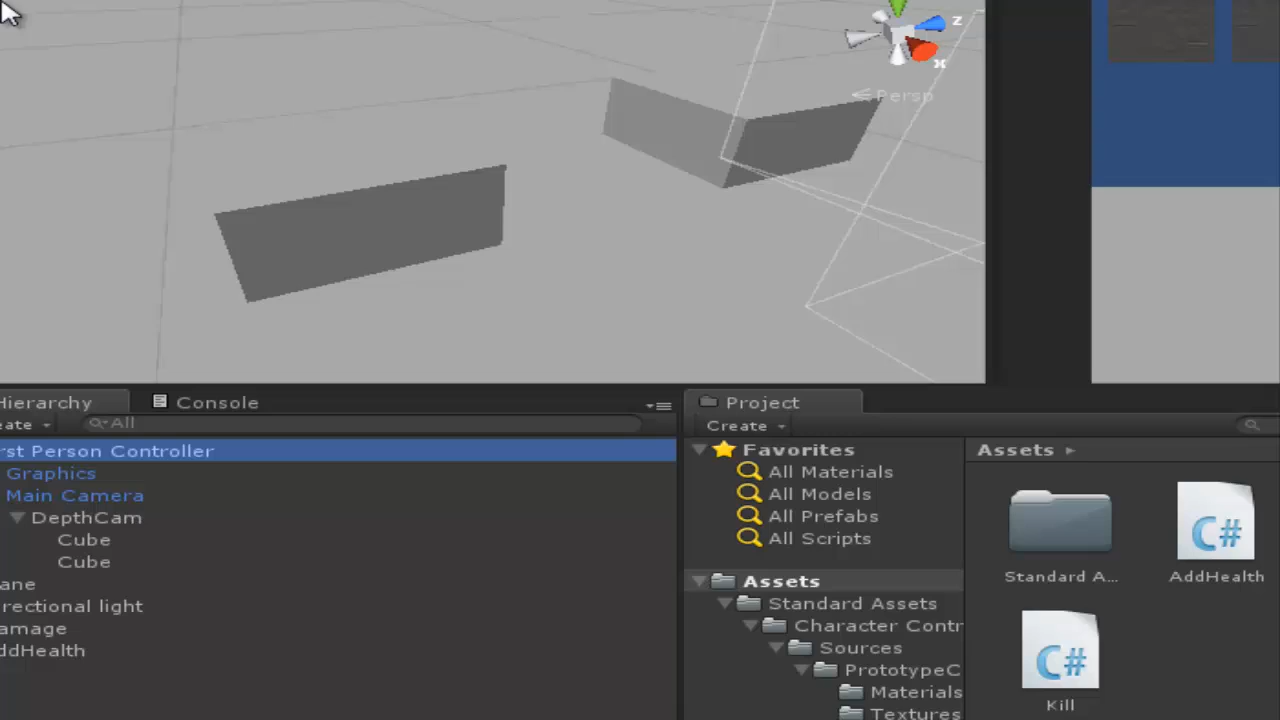 z
x
Persp
Hierarchy
Console
Project
eate
All
Create
rst Person Controller
Favorites
Assets
Graphics
All Materials
Main Camera
All Models
DepthCam
All Prefabs
Cube
All Scripts
Cube
Standard A...
AddHealth
ane
Assets
rectional light
Standard Assets
amage
Character Contr
ddHealth
Sources
PrototypeC
Materials
Kill
Textures
C#
C#